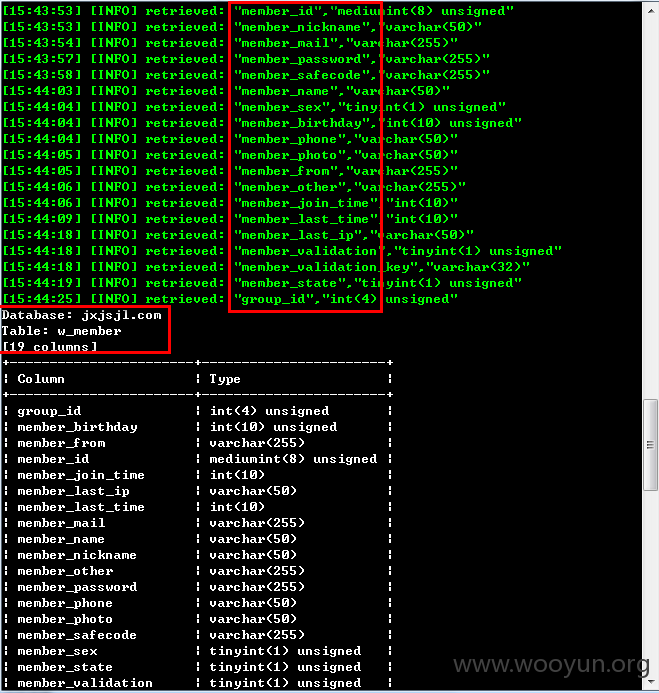 [15:43:53] [INFO] retrieved: "member_id","mediumint(8) unsigned"
[15:43:53] [INFO] retrieved: "member_nickname","varchar(50)"
[15:43:54] [INFO] retrieved: "member_mail","varchar(255)"
[15:43:57] [INFO] retrieved: "member_password","varchar(255)"
[15:43:58] [INFO] retrieved: "member_safecode","varchar(255)"
[15:44:03] [INFO] retrieved: "member_name","varchar(50)"
[15:44:04] [INFO] retrieved: "member_sex","tinyint(1) unsigned"
[15:44:04] [INFO] retrieved: "member_birthday","int(10) unsigned"
[15:44:04] [INFO] retrieved: "member_phone","varchar(50)"
[15:44:05] [INFO] retrieved: "member_photo","varchar(50)"
[15:44:05] [INFO] retrieved: "member_from","varchar(255)"
[15:44:06] [INFO] retrieved: "member_other","varchar(255)"
[15:44:06] [INFO] retrieved: "member_join_time","int(10)"
[15:44:09] [INFO] retrieved: "member_last_time","int(10)"
[15:44:18] [INFO] retrieved: "member_last_ip","varchar(50)"
[15:44:18] [INFO] retrieved: "member_validation","tinyint(1) unsigned"
[15:44:18] [INFO] retrieved: "member_validation_key","varchar(32)"
[15:44:19] [INFO] retrieved: "member_state","tinyint(1) unsigned"
[15:44:25] [INFO] retrieved: "group_id","int(4) unsigned"
Database: jxjsjl.com
Table: w_member
[19 columns]
+-----------------------+-----------------------+
| Column | Type |
+-----------------------+-----------------------+
| group_id | int(4) unsigned |
| member_birthday | int(10) unsigned |
| member_from | varchar(255) |
| member_id | mediumint(8) unsigned |
| member_join_time | int(10) |
| member_last_ip | varchar(50) |
| member_last_time | int(10) |
| member_mail | varchar(255) |
| member_name | varchar(50) |
| member_nickname | varchar(50) |
| member_other | varchar(255) |
| member_password | varchar(255) |
| member_phone | varchar(50) |
| member_photo | varchar(50) |
| member_safecode | varchar(255) |
| member_sex | tinyint(1) unsigned |
| member_state | tinyint(1) unsigned |
| member_validation | tinyint(1) unsigned |
www.wooyun.org